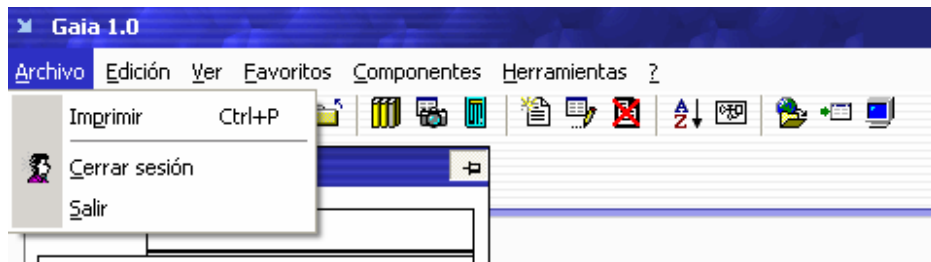 Gaia 1.0
Archivo Edición Ver Favoritos Componentes Herramientas ?
Imprimir Ctrl+P
Cerrar sesión
Salir